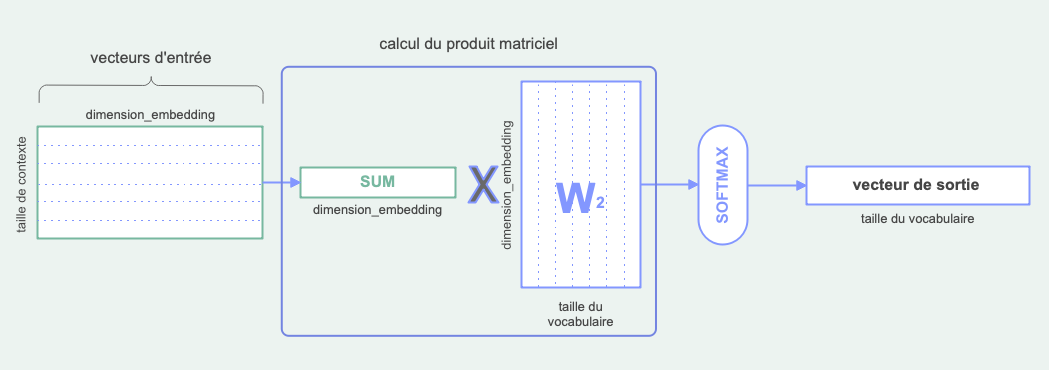 calcul du produit matriciel
vecteurs d'entrée
dimension_embedding
taille de contexte
SUM
dimension_embedding
X
dimension_embedding
W2
taille du
vocabulaire
SOFTMAX
vecteur de sortie
taille du vocabulaire